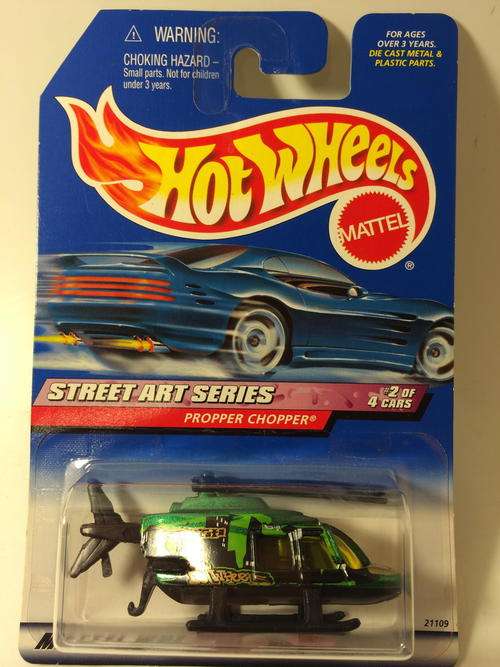 WARNING:
CHOKING HAZARD –
Small parts. Not for children
under 3 years.
FOR AGES
OVER 3 YEARS.
DIE CAST METAL &
PLASTIC PARTS.
HOT WHEELS
MATTEL
®
STREET ART SERIES
#2 OF
4 CARS
PROPPER CHOPPER®
21109